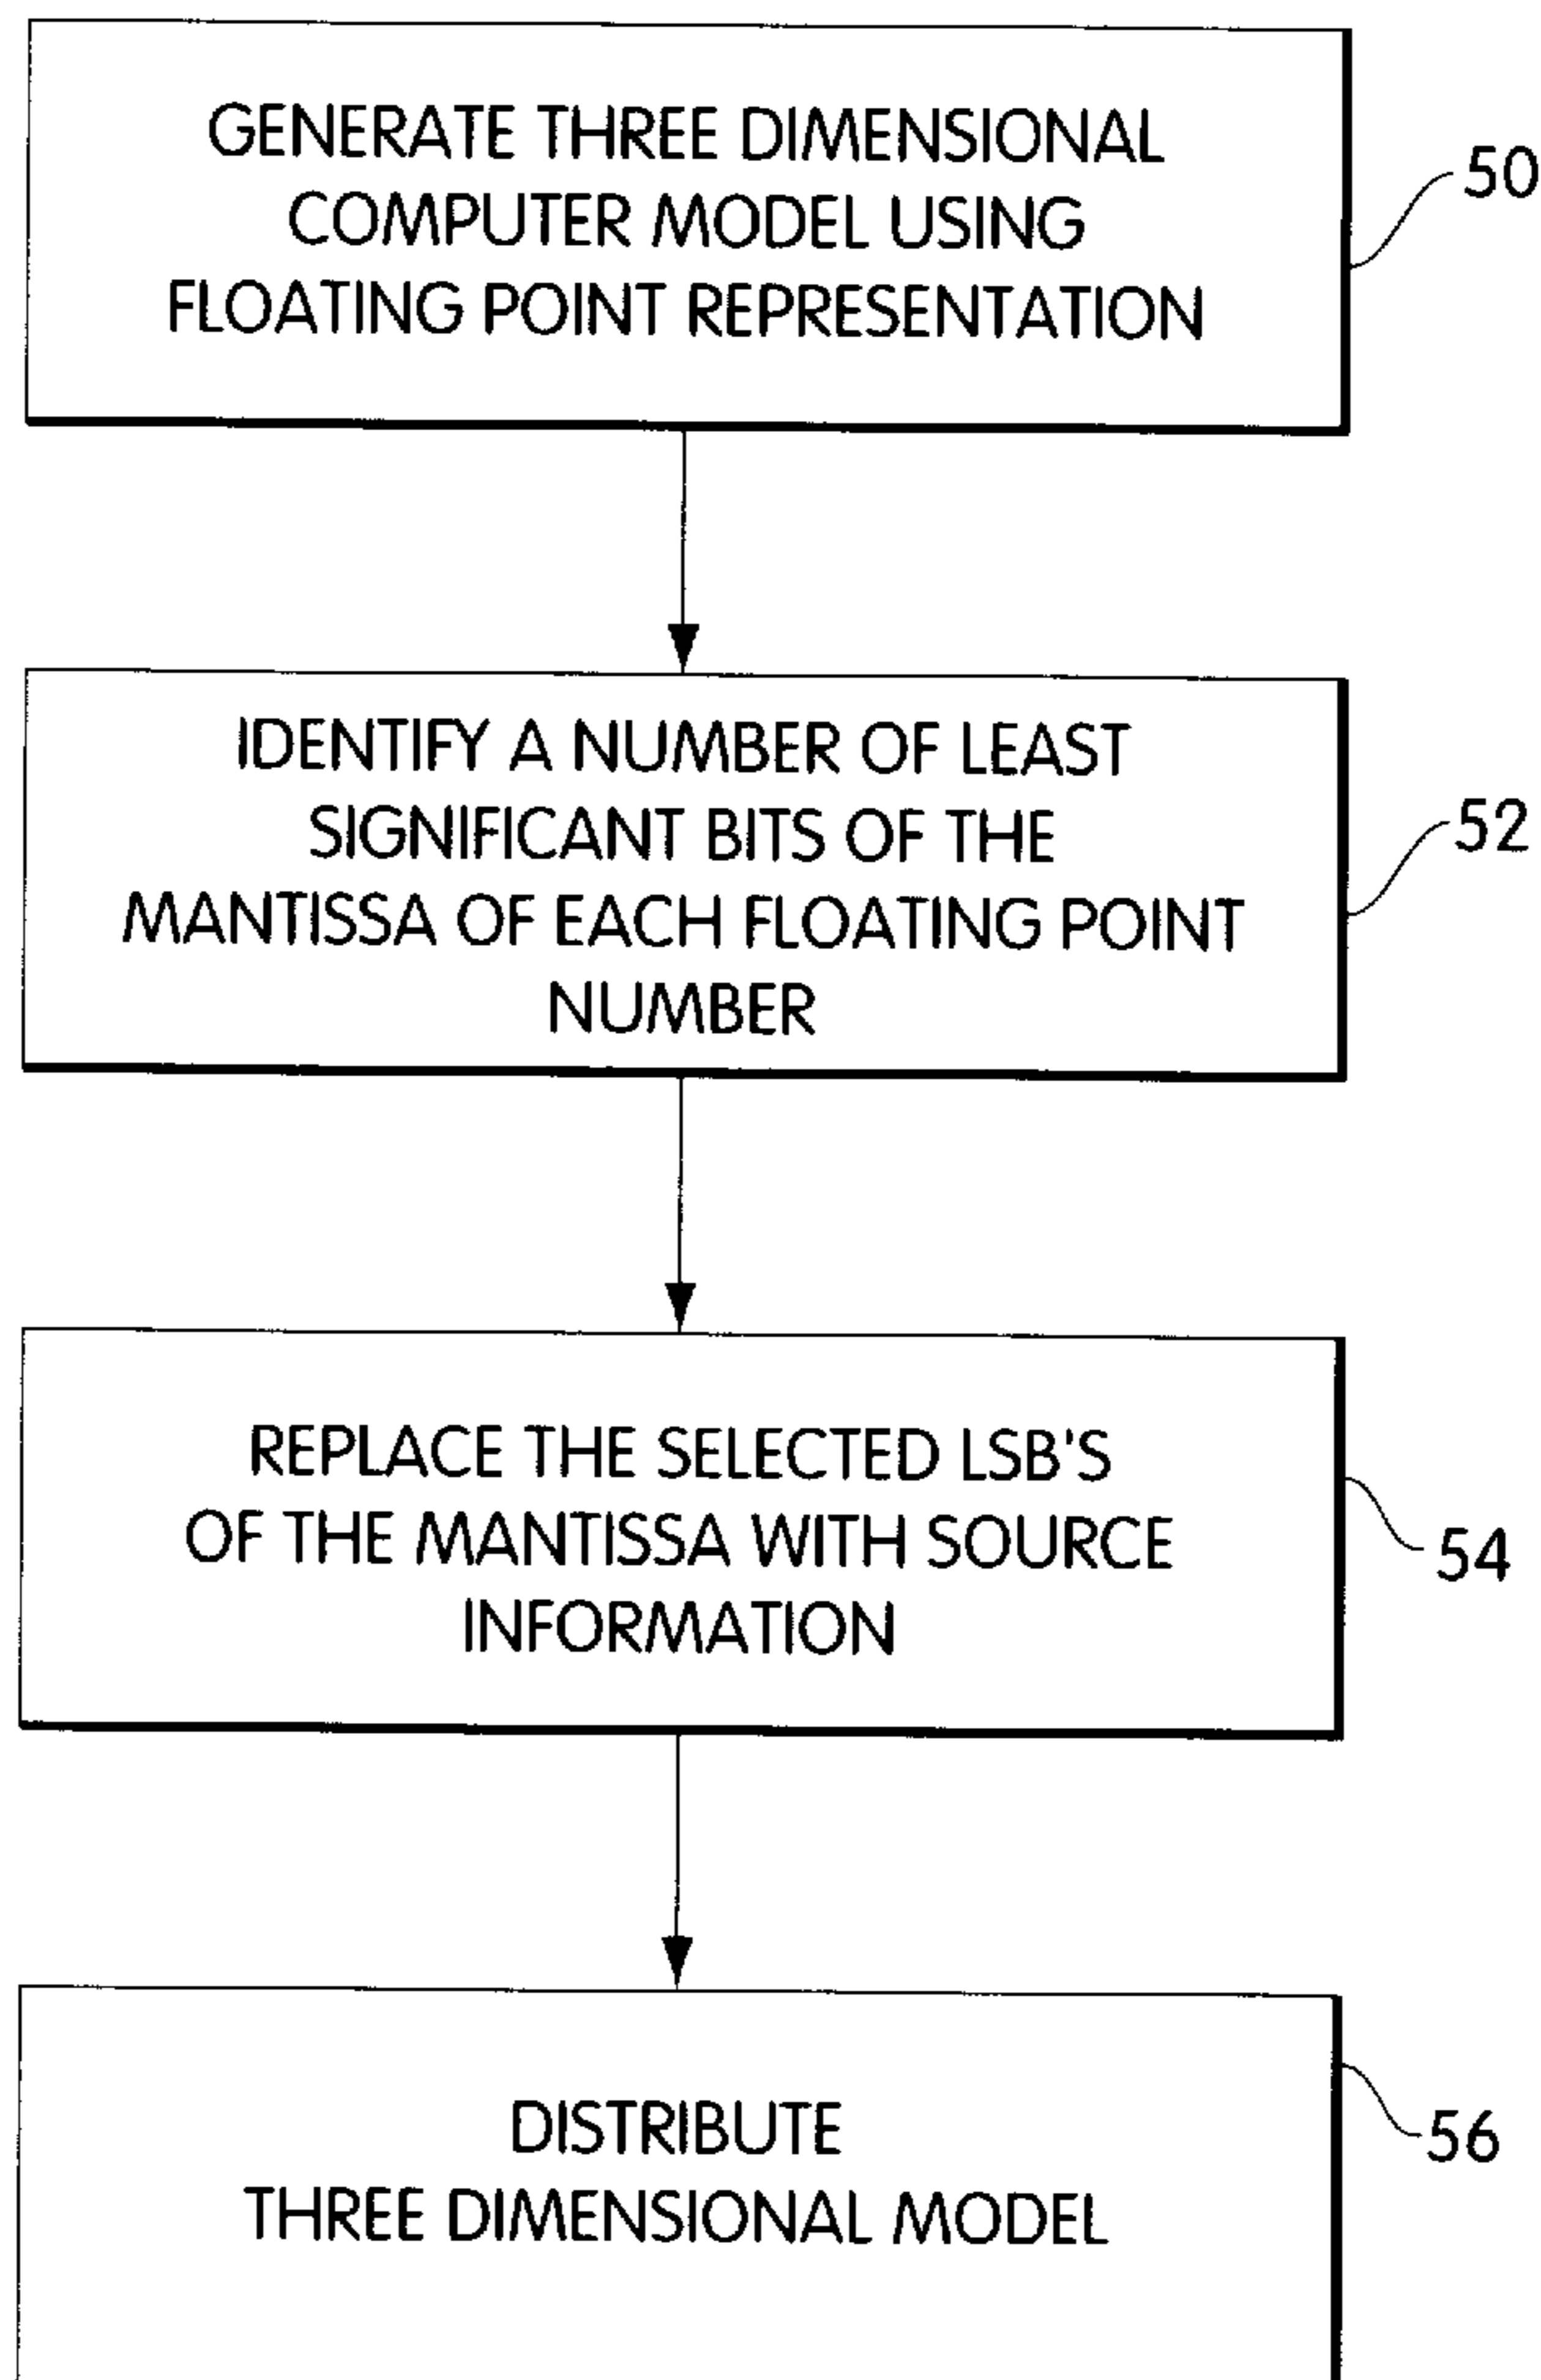 GENERATE THREE DIMENSIONAL
COMPUTER MODEL USING
FLOATING POINT REPRESENTATION
50
IDENTIFY A NUMBER OF LEAST
SIGNIFICANT BITS OF THE
MANTISSA OF EACH FLOATING POINT
NUMBER
52
REPLACE THE SELECTED LSB'S
OF THE MANTISSA WITH SOURCE
INFORMATION
54
DISTRIBUTE
THREE DIMENSIONAL MODEL
56